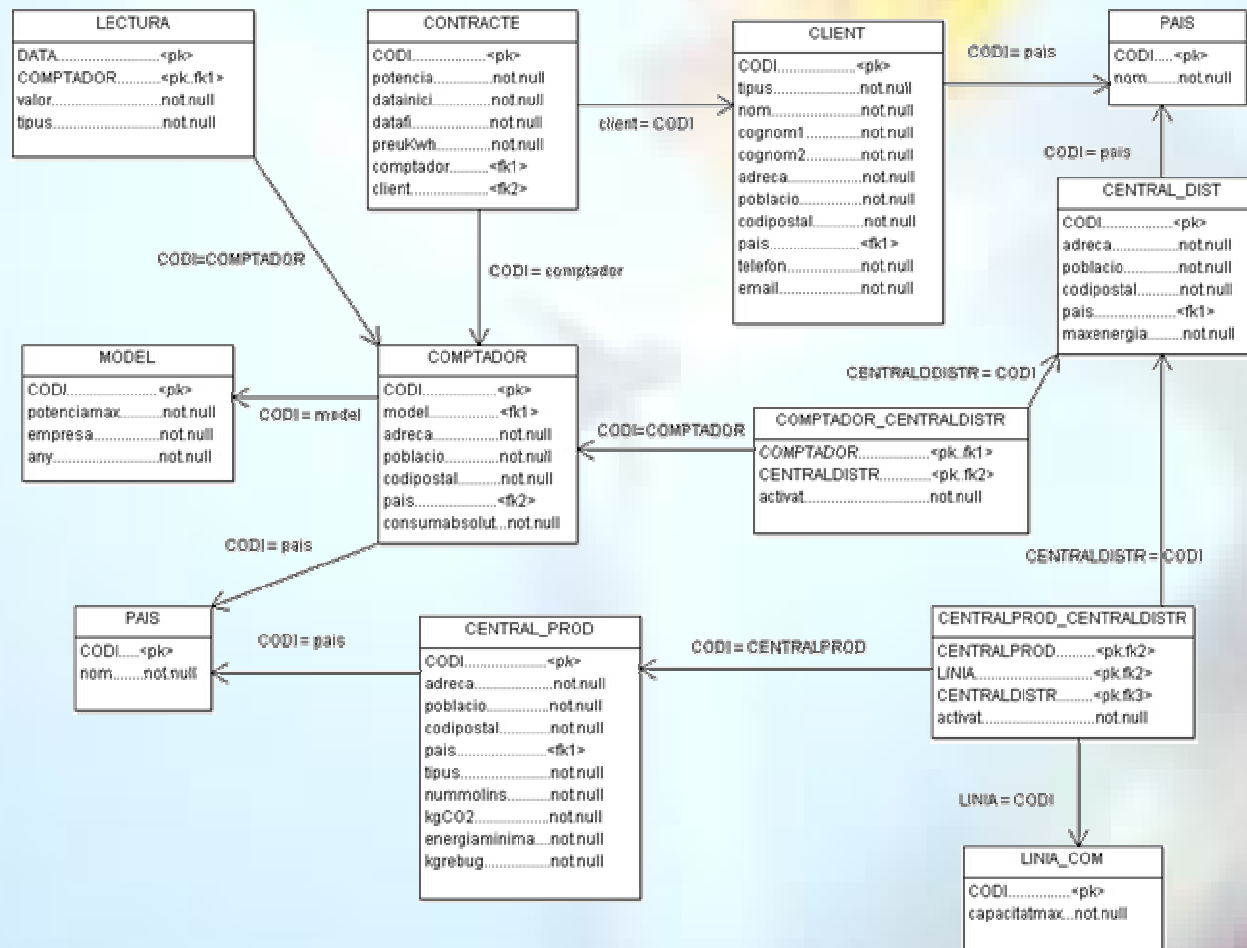 LECTURA
DATA..................<pk>
COMPTADOR.........<pk..fk1>
valor......................not.null
tipus......................not.null
CONTRACTE
CODI....................<pk>
potencia...............not.null
datainici...............not.null
datafi...................not.null
preuKwh..............not.null
comptador.........<fk1>
client..................<fk2>
CLIENT
CODI....................<pk>
tipus.....................not.null
nom......................not.null
cognom1..............not.null
cognom2..............not.null
adreca..................not.null
poblacio...............not.null
codipostal............not.null
pais......................<fk1>
telefon.................not.null
email....................not.null
PAIS
CODI.....<pk>
nom........not.null
CODI = pais
client = CODI
CODI = pais
CENTRAL_DIST
CODI..................<pk>
adreca...............not.null
poblacio.............not.null
codipostal..........not.null
pais....................<fk1>
maxenergia........not.null
CODI=COMPTADOR
CODI = comptador
MODEL
CODI....................<pk>
potenciamax........not.null
empresa..............not.null
any.....................not.null
CODI = model
COMPTADOR
CODI..................<pk>
model.................<fk1>
adreca...............not.null
poblacio.............not.null
codipostal..........not.null
pais....................<fk2>
consumabsolut...not.null
CENTRALDDISTR = CODI
CODI=COMPTADOR
COMPTADOR_CENTRALDISTR
COMPTADOR................<pk..fk1>
CENTRALDISTR............<pk..fk2>
activat..........................not.null
CODI = pais
CENTRALDISTR = CODI
PAIS
CODI.....<pk>
nom........not.null
CODI = pais
CENTRAL_PROD
CODI....................<pk>
adreca..................not.null
poblacio...............not.null
codipostal............not.null
pais......................<fk1>
tipus.....................not.null
nummolins...........not.null
kgCO2..................not.null
energiaminima....not.null
kgrebug...............not.null
CODI = CENTRALPROD
CENTRALPROD_CENTRALDISTR
CENTRALPROD.........<pk.fk2>
LINIA..........................<pk.fk2>
CENTRALDISTR........<pk.fk3>
activat.........................not.null
LINIA = CODI
LINIA_COM
CODI................<pk>
capacitatmax...not.null